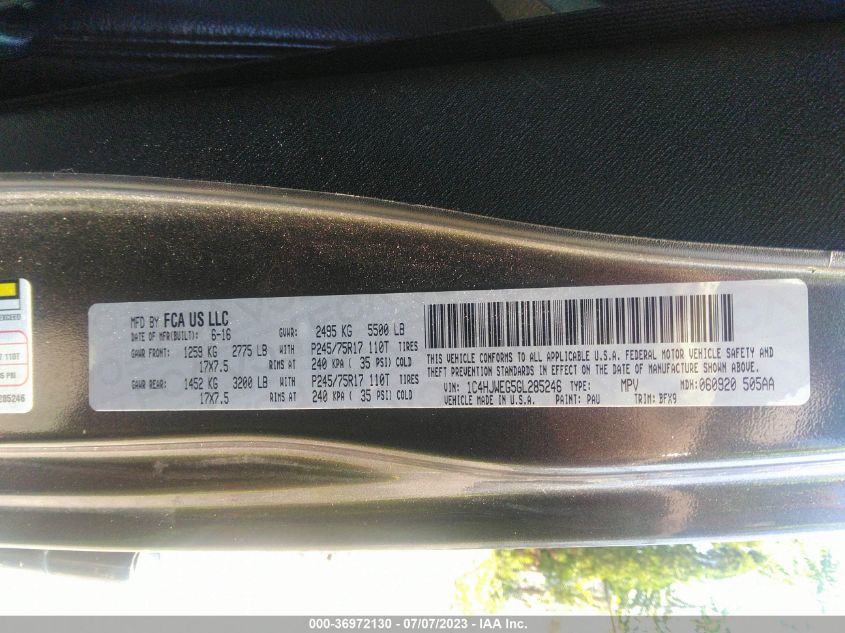 MFD BY FCA US LLC
DATE OF MFR(BUILT): 6-16 GVWR: 2495 KG 5500 LB
GAWR FRONT: 1259 KG 2775 LB WITH P245/75R17 110T TIRES
17X7.5 RIMS AT 240 KPA ( 35 PSI) COLD
GAWR REAR: 1452 KG 3200 LB WITH P245/75R17 110T TIRES
17X7.5 RIMS AT 240 KPA ( 35 PSI) COLD
THIS VEHICLE CONFORMS TO ALL APPLICABLE U.S.A. FEDERAL MOTOR VEHICLE SAFETY AND
THEFT PREVENTION STANDARDS IN EFFECT ON THE DATE OF MANUFACTURE SHOWN ABOVE.
VIN: 1C4HJWEG5GL285246 TYPE: MPV MDH: 060920 505AA
VEHICLE MADE IN U.S.A. PAINT: PAU TRIM: BFX9
EXCEED
110T
285246
000-36972130 - 07/07/2023 - IAA Inc.